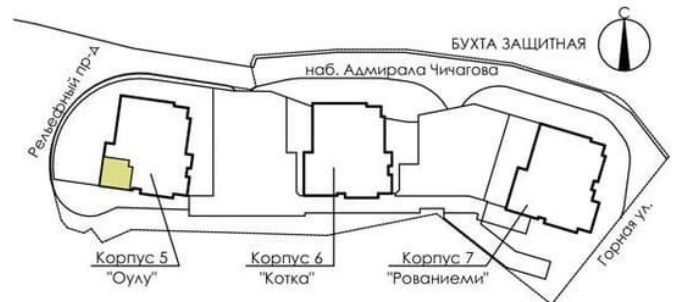 С
БУХТА ЗАЩИТНАЯ
наб. Адмирала Чичагова
Рельефный пр-д
Горная ул.
Корпус 5
"Оулу"
Корпус 6
"Котка"
Корпус 7
"Рованиеми"